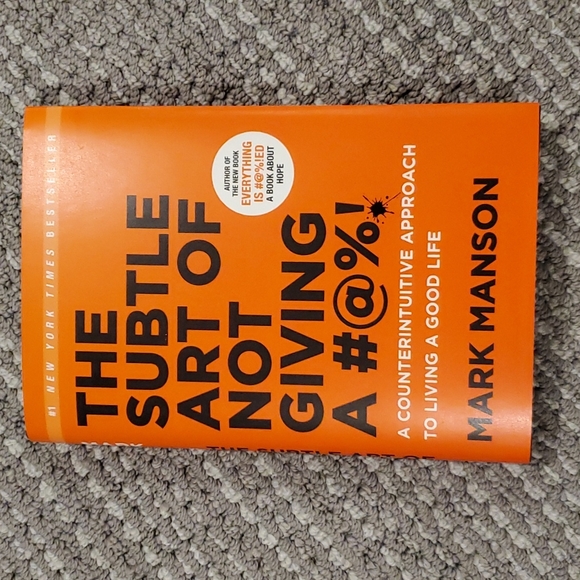 #1 NEW YORK TIMES BESTSELLER
THE
SUBTLE
ART OF
NOT
GIVING
A #@%!
AUTHOR OF
THE NEW BOOK
EVERYTHING
IS #@%!ED
A BOOK ABOUT
HOPE
A COUNTERINTUITIVE APPROACH
TO LIVING A GOOD LIFE
MARK MANSON